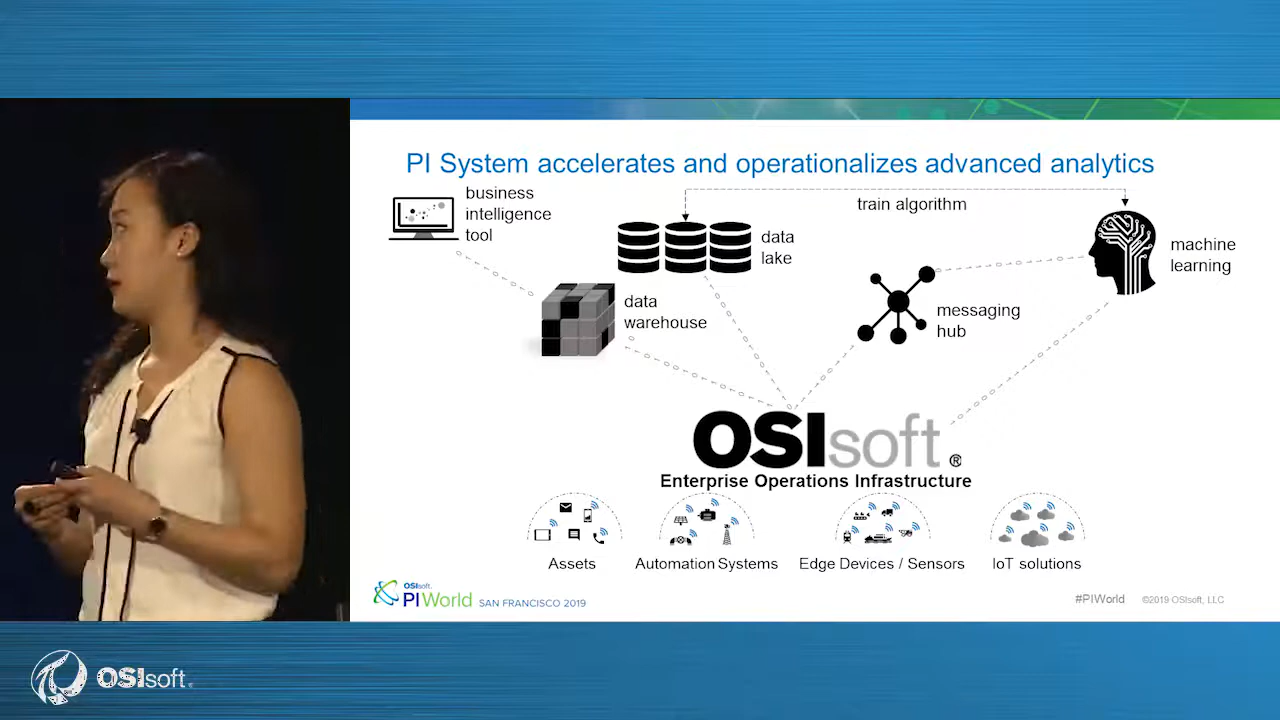 PI System accelerates and operationalizes advanced analytics
business
intelligence
tool
train algorithm
data
lake
machine
learning
data
warehouse
messaging
hub
OSIsoft®
Enterprise Operations Infrastructure
Assets
Automation Systems
Edge Devices / Sensors
IoT solutions
OSIsoft.
PI World SAN FRANCISCO 2019
#PIWorld ©2019 OSIsoft, LLC
OSIsoft